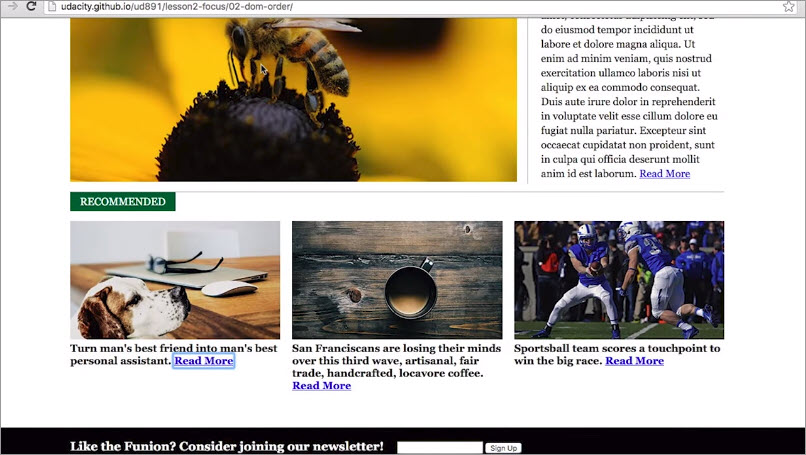 udacity.github.io/ud891/lesson2-focus/02-dom-order/
do eiusmod tempor incididunt ut
labore et dolore magna aliqua. Ut
enim ad minim veniam, quis nostrud
exercitation ullamco laboris nisi ut
aliquip ex ea commodo consequat.
Duis aute irure dolor in reprehenderit
in voluptate velit esse cillum dolore eu
fugiat nulla pariatur. Excepteur sint
occaecat cupidatat non proident, sunt
in culpa qui officia deserunt mollit
anim id est laborum. Read More
RECOMMENDED
Turn man's best friend into man's best
personal assistant. Read More
San Franciscans are losing their minds
over this third wave, artisanal, fair
trade, handcrafted, locavore coffee.
Read More
Sportsball team scores a touchpoint to
win the big race. Read More
Like the Funion? Consider joining our newsletter!
Sign Up